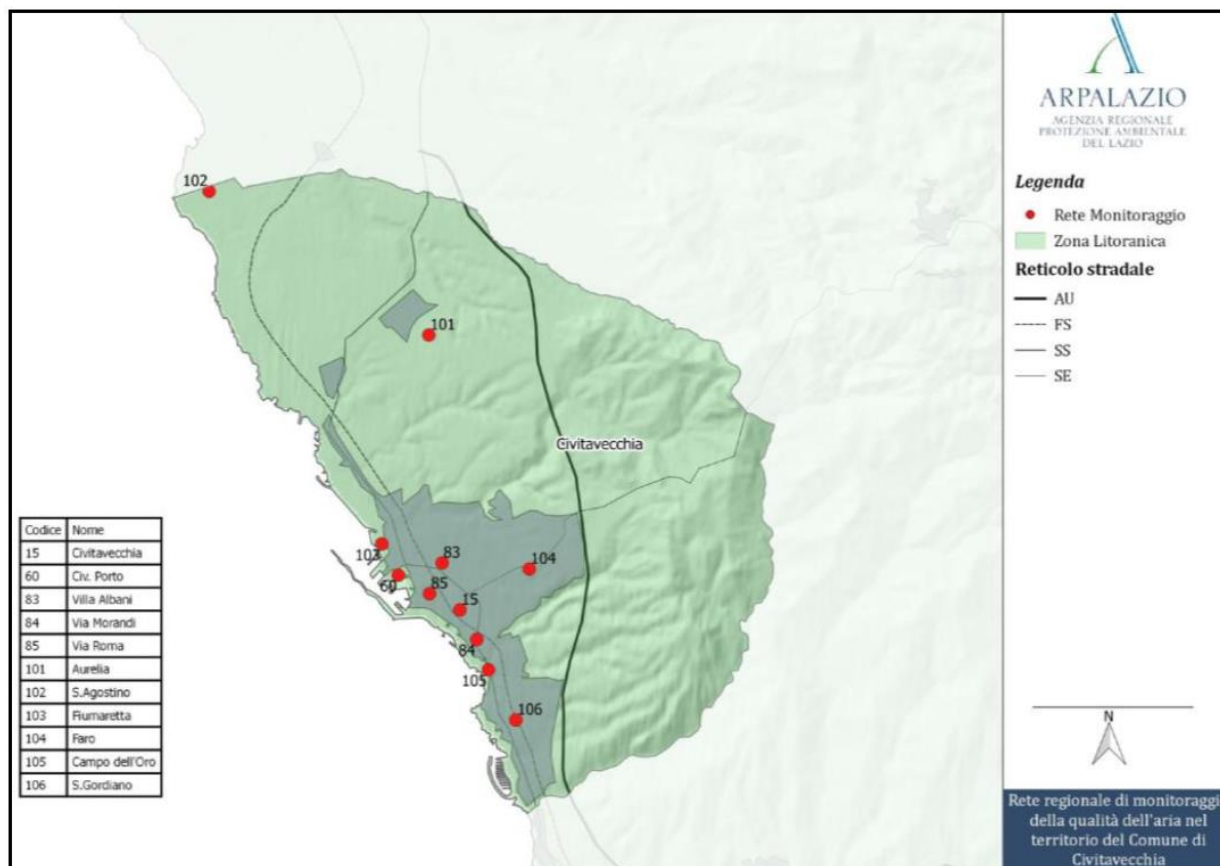 ARPALAZIO
AGENZIA REGIONALE
PROTEZIONE AMBIENTALE
DEL LAZIO
Legenda
Rete Monitoraggio
Zona Litoranica
Reticolo stradale
AU
FS
SS
SE
102
101
Civitavecchia
103
83
104
60
85
15
84
105
106
Codice Nome
15 Civitavecchia
60 Civ. Porto
83 Villa Albani
84 Via Morandi
85 Via Roma
101 Aurelia
102 S.Agostino
103 Fiumaretta
104 Faro
105 Campo dell'Oro
106 S.Gordiano
N
Rete regionale di monitoraggi
della qualità dell'aria nel
territorio del Comune di
Civitavecchia